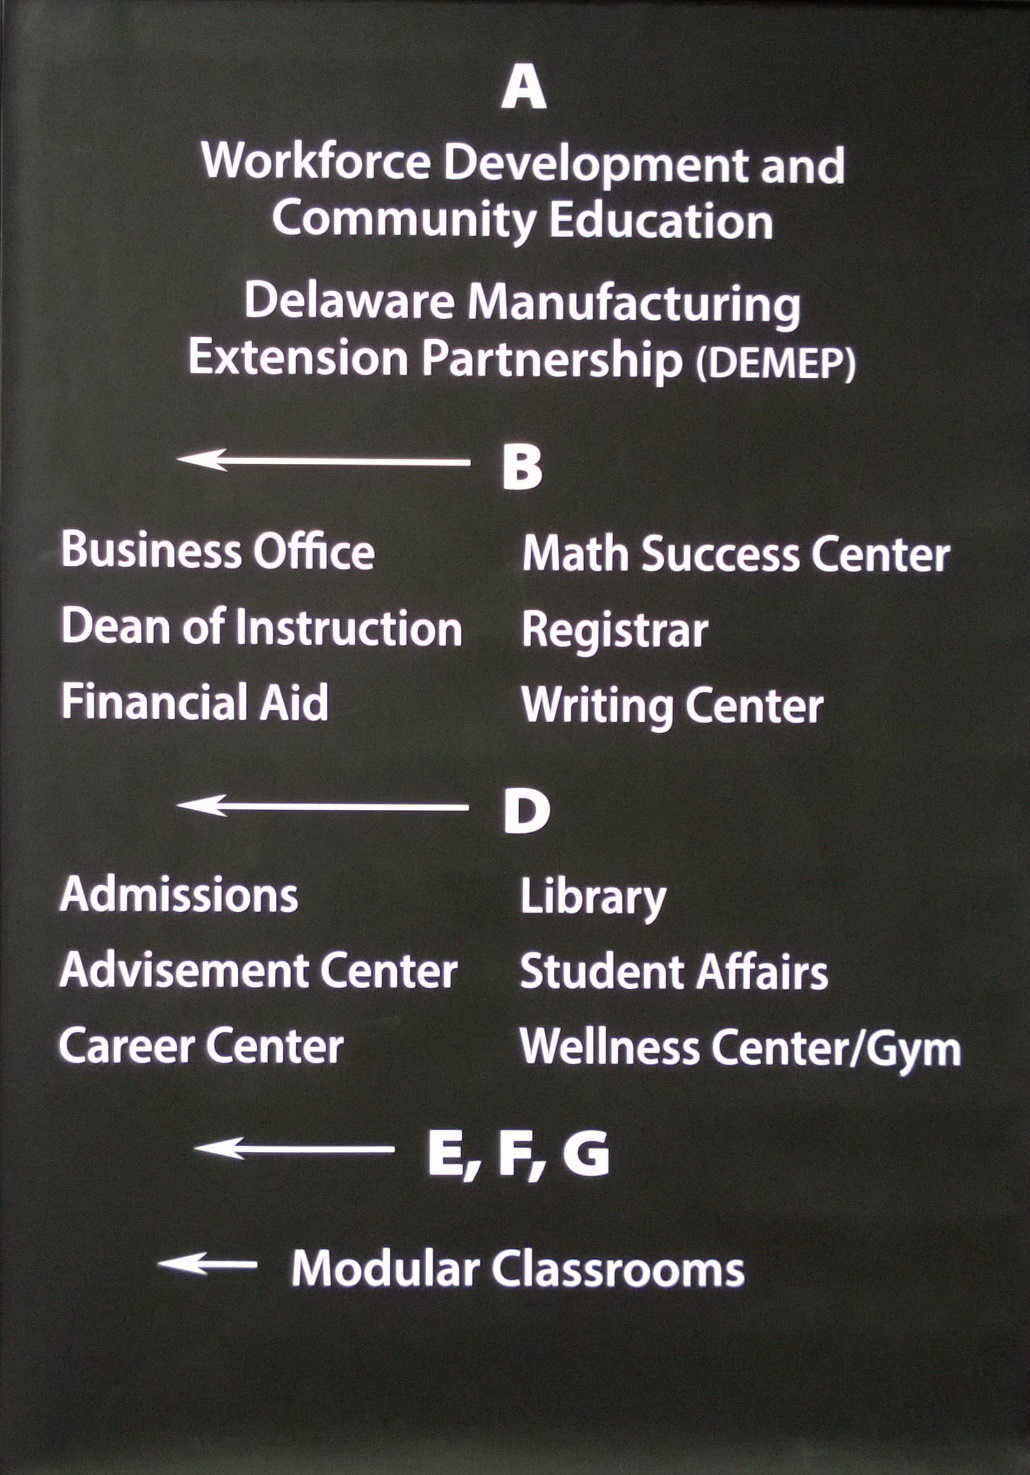 A
Workforce Development and
Community Education
Delaware Manufacturing
Extension Partnership (DEMEP)
B
Business Office Math Success Center
Dean of Instruction Registrar
Financial Aid Writing Center
D
Admissions Library
Advisement Center Student Affairs
Career Center Wellness Center/Gym
E, F, G
Modular Classrooms